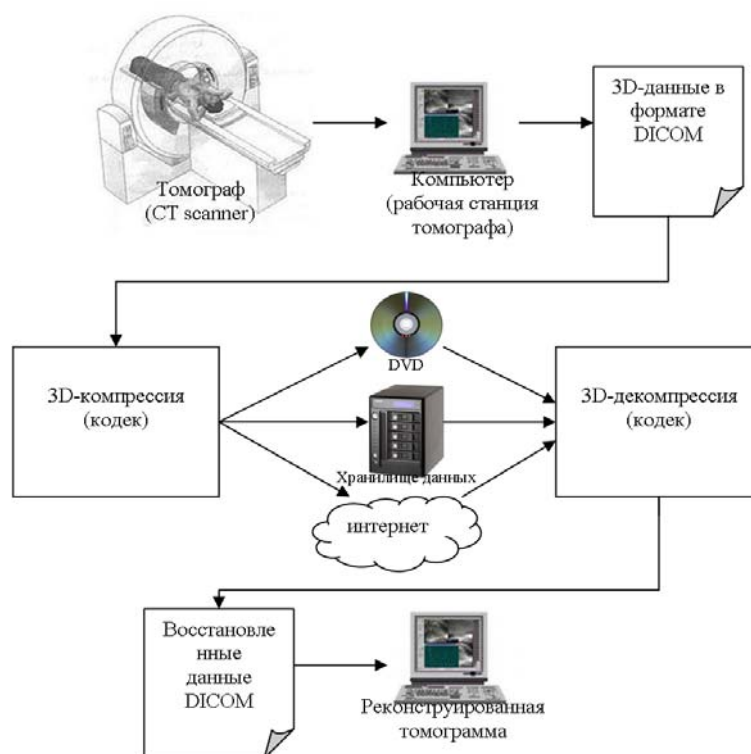 Томограф
(CT scanner)
Компьютер
(рабочая станция
томографа)
3D-данные в
формате
DICOM
3D-компрессия
(кодек)
DVD
Хранилище данных
интернет
3D-декомпрессия
(кодек)
Восстановле
нные
данные
DICOM
Реконструированная
томограмма